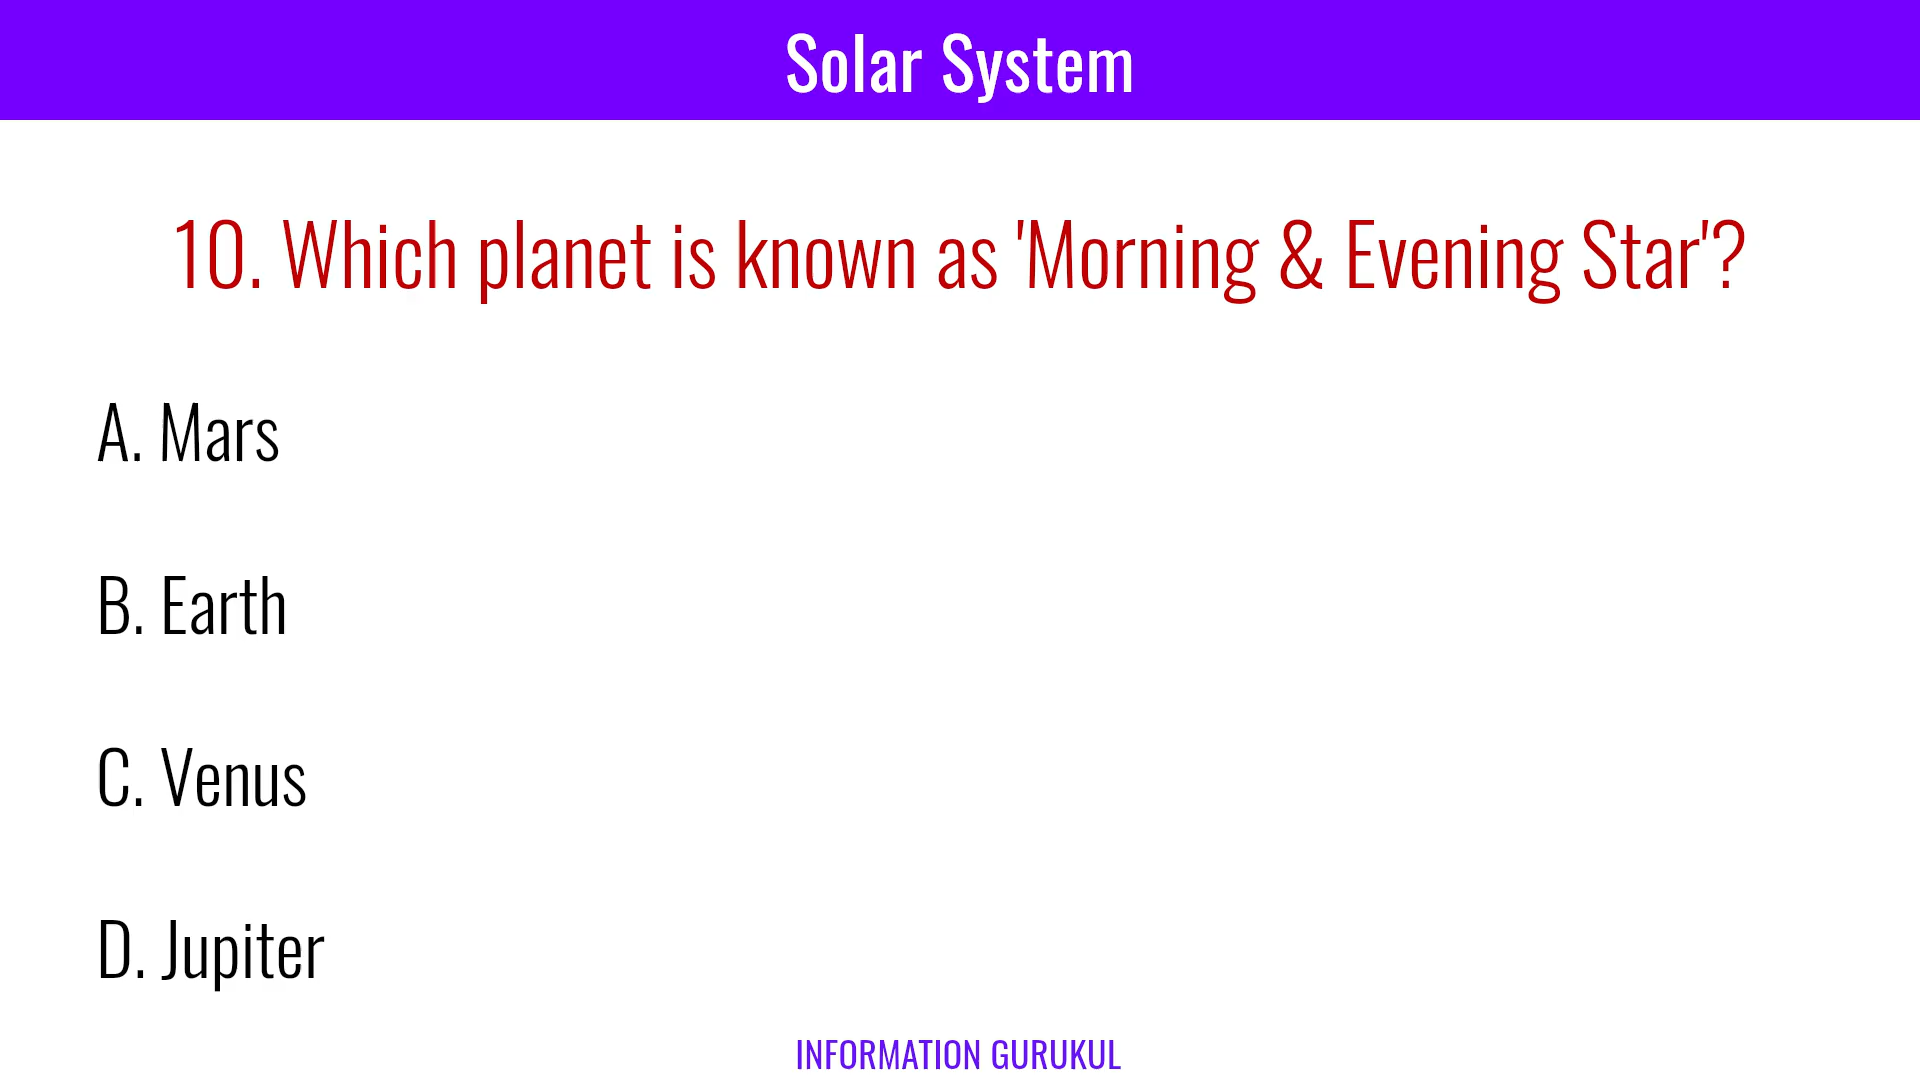 Solar System
10. Which planet is known as 'Morning & Evening Star'?
A. Mars
B. Earth
C. Venus
D. Jupiter
INFORMATION GURUKUL